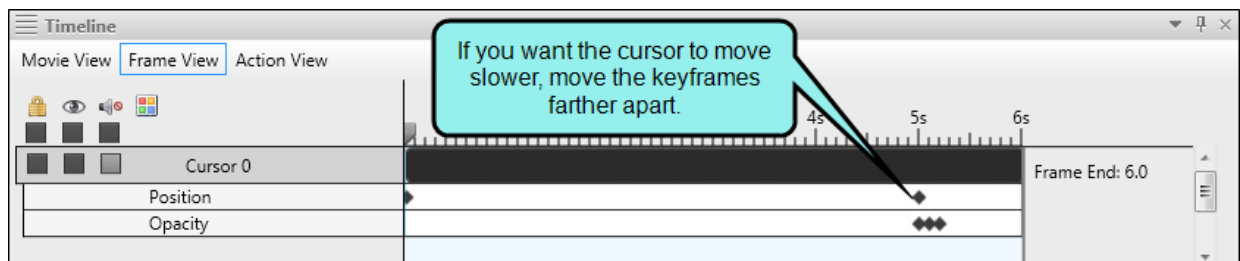 Timeline
If you want the cursor to move
slower, move the keyframes
farther apart.
Movie View Frame View Action View
4s 5s 6s
Cursor 0
Frame End: 6.0
Position
Opacity